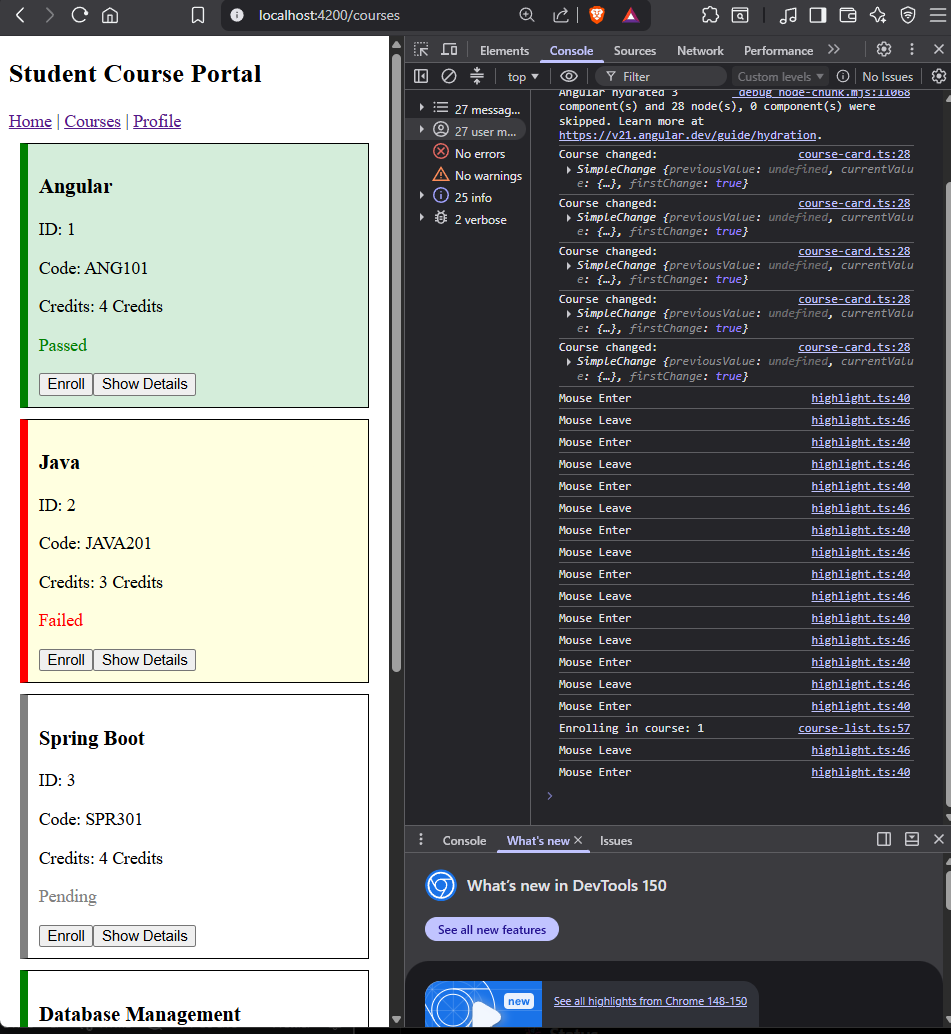 localhost:4200/courses
Student Course Portal
Home | Courses | Profile
Angular
ID: 1
Code: ANG101
Credits: 4 Credits
Passed
Enroll Show Details
Java
ID: 2
Code: JAVA201
Credits: 3 Credits
Failed
Enroll Show Details
Spring Boot
ID: 3
Code: SPR301
Credits: 4 Credits
Pending
Enroll Show Details
Database Management
Elements Console Sources Network Performance
top Filter Custom levels No Issues
27 messag...
27 user m...
No errors
No warnings
25 info
2 verbose
Angular hydrated 3 _debug_node-chunk.mjs:11068
component(s) and 28 node(s), 0 component(s) were
skipped. Learn more at
https://v21.angular.dev/guide/hydration.
Course changed: course-card.ts:28
SimpleChange {previousValue: undefined, currentValu
e: {…}, firstChange: true}
Course changed: course-card.ts:28
SimpleChange {previousValue: undefined, currentValu
e: {…}, firstChange: true}
Course changed: course-card.ts:28
SimpleChange {previousValue: undefined, currentValu
e: {…}, firstChange: true}
Course changed: course-card.ts:28
SimpleChange {previousValue: undefined, currentValu
e: {…}, firstChange: true}
Course changed: course-card.ts:28
SimpleChange {previousValue: undefined, currentValu
e: {…}, firstChange: true}
Mouse Enter highlight.ts:40
Mouse Leave highlight.ts:46
Mouse Enter highlight.ts:40
Mouse Leave highlight.ts:46
Mouse Enter highlight.ts:40
Mouse Leave highlight.ts:46
Mouse Enter highlight.ts:40
Mouse Leave highlight.ts:46
Mouse Enter highlight.ts:40
Mouse Leave highlight.ts:46
Mouse Enter highlight.ts:40
Mouse Leave highlight.ts:46
Mouse Enter highlight.ts:40
Mouse Leave highlight.ts:46
Mouse Enter highlight.ts:40
Enrolling in course: 1 course-list.ts:57
Mouse Leave highlight.ts:46
Mouse Enter highlight.ts:40
Console What's new Issues
What's new in DevTools 150
See all new features
new
See all highlights from Chrome 148-150